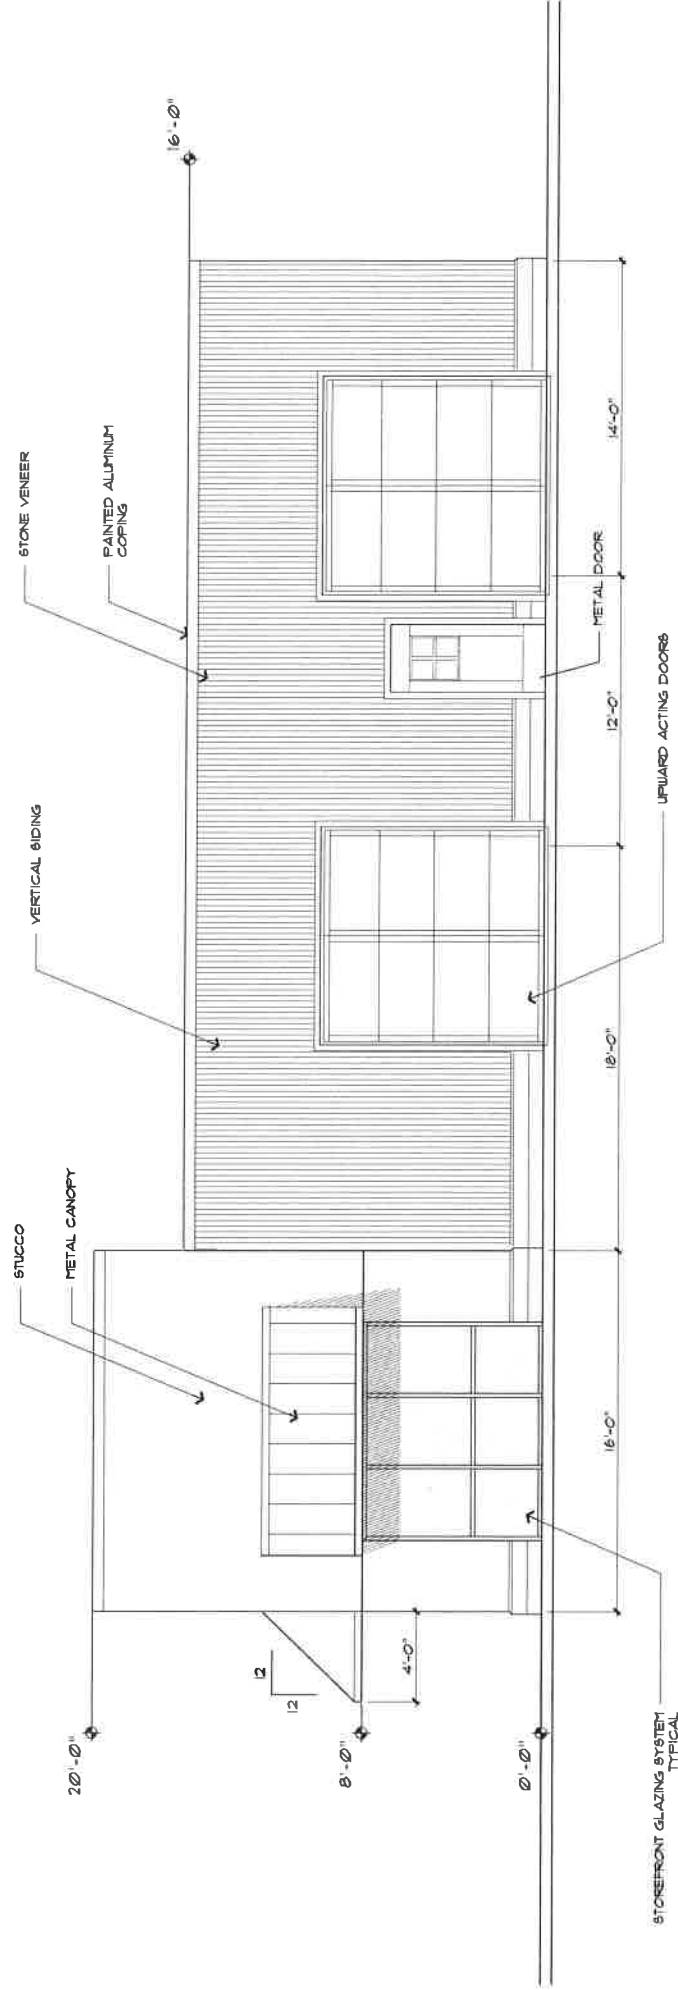 STUCCO
METAL CANOPY
VERTICAL SIDING
STONE VENEER
PAINTED ALUMINUM
COPING
20'-0"
16'-0"
12
12
8'-0"
4'-0"
0'-0"
16'-0"
18'-0"
12'-0"
14'-0"
METAL DOOR
STOREFRONT GLAZING SYSTEM
TYPICAL
UPWARD ACTING DOORS